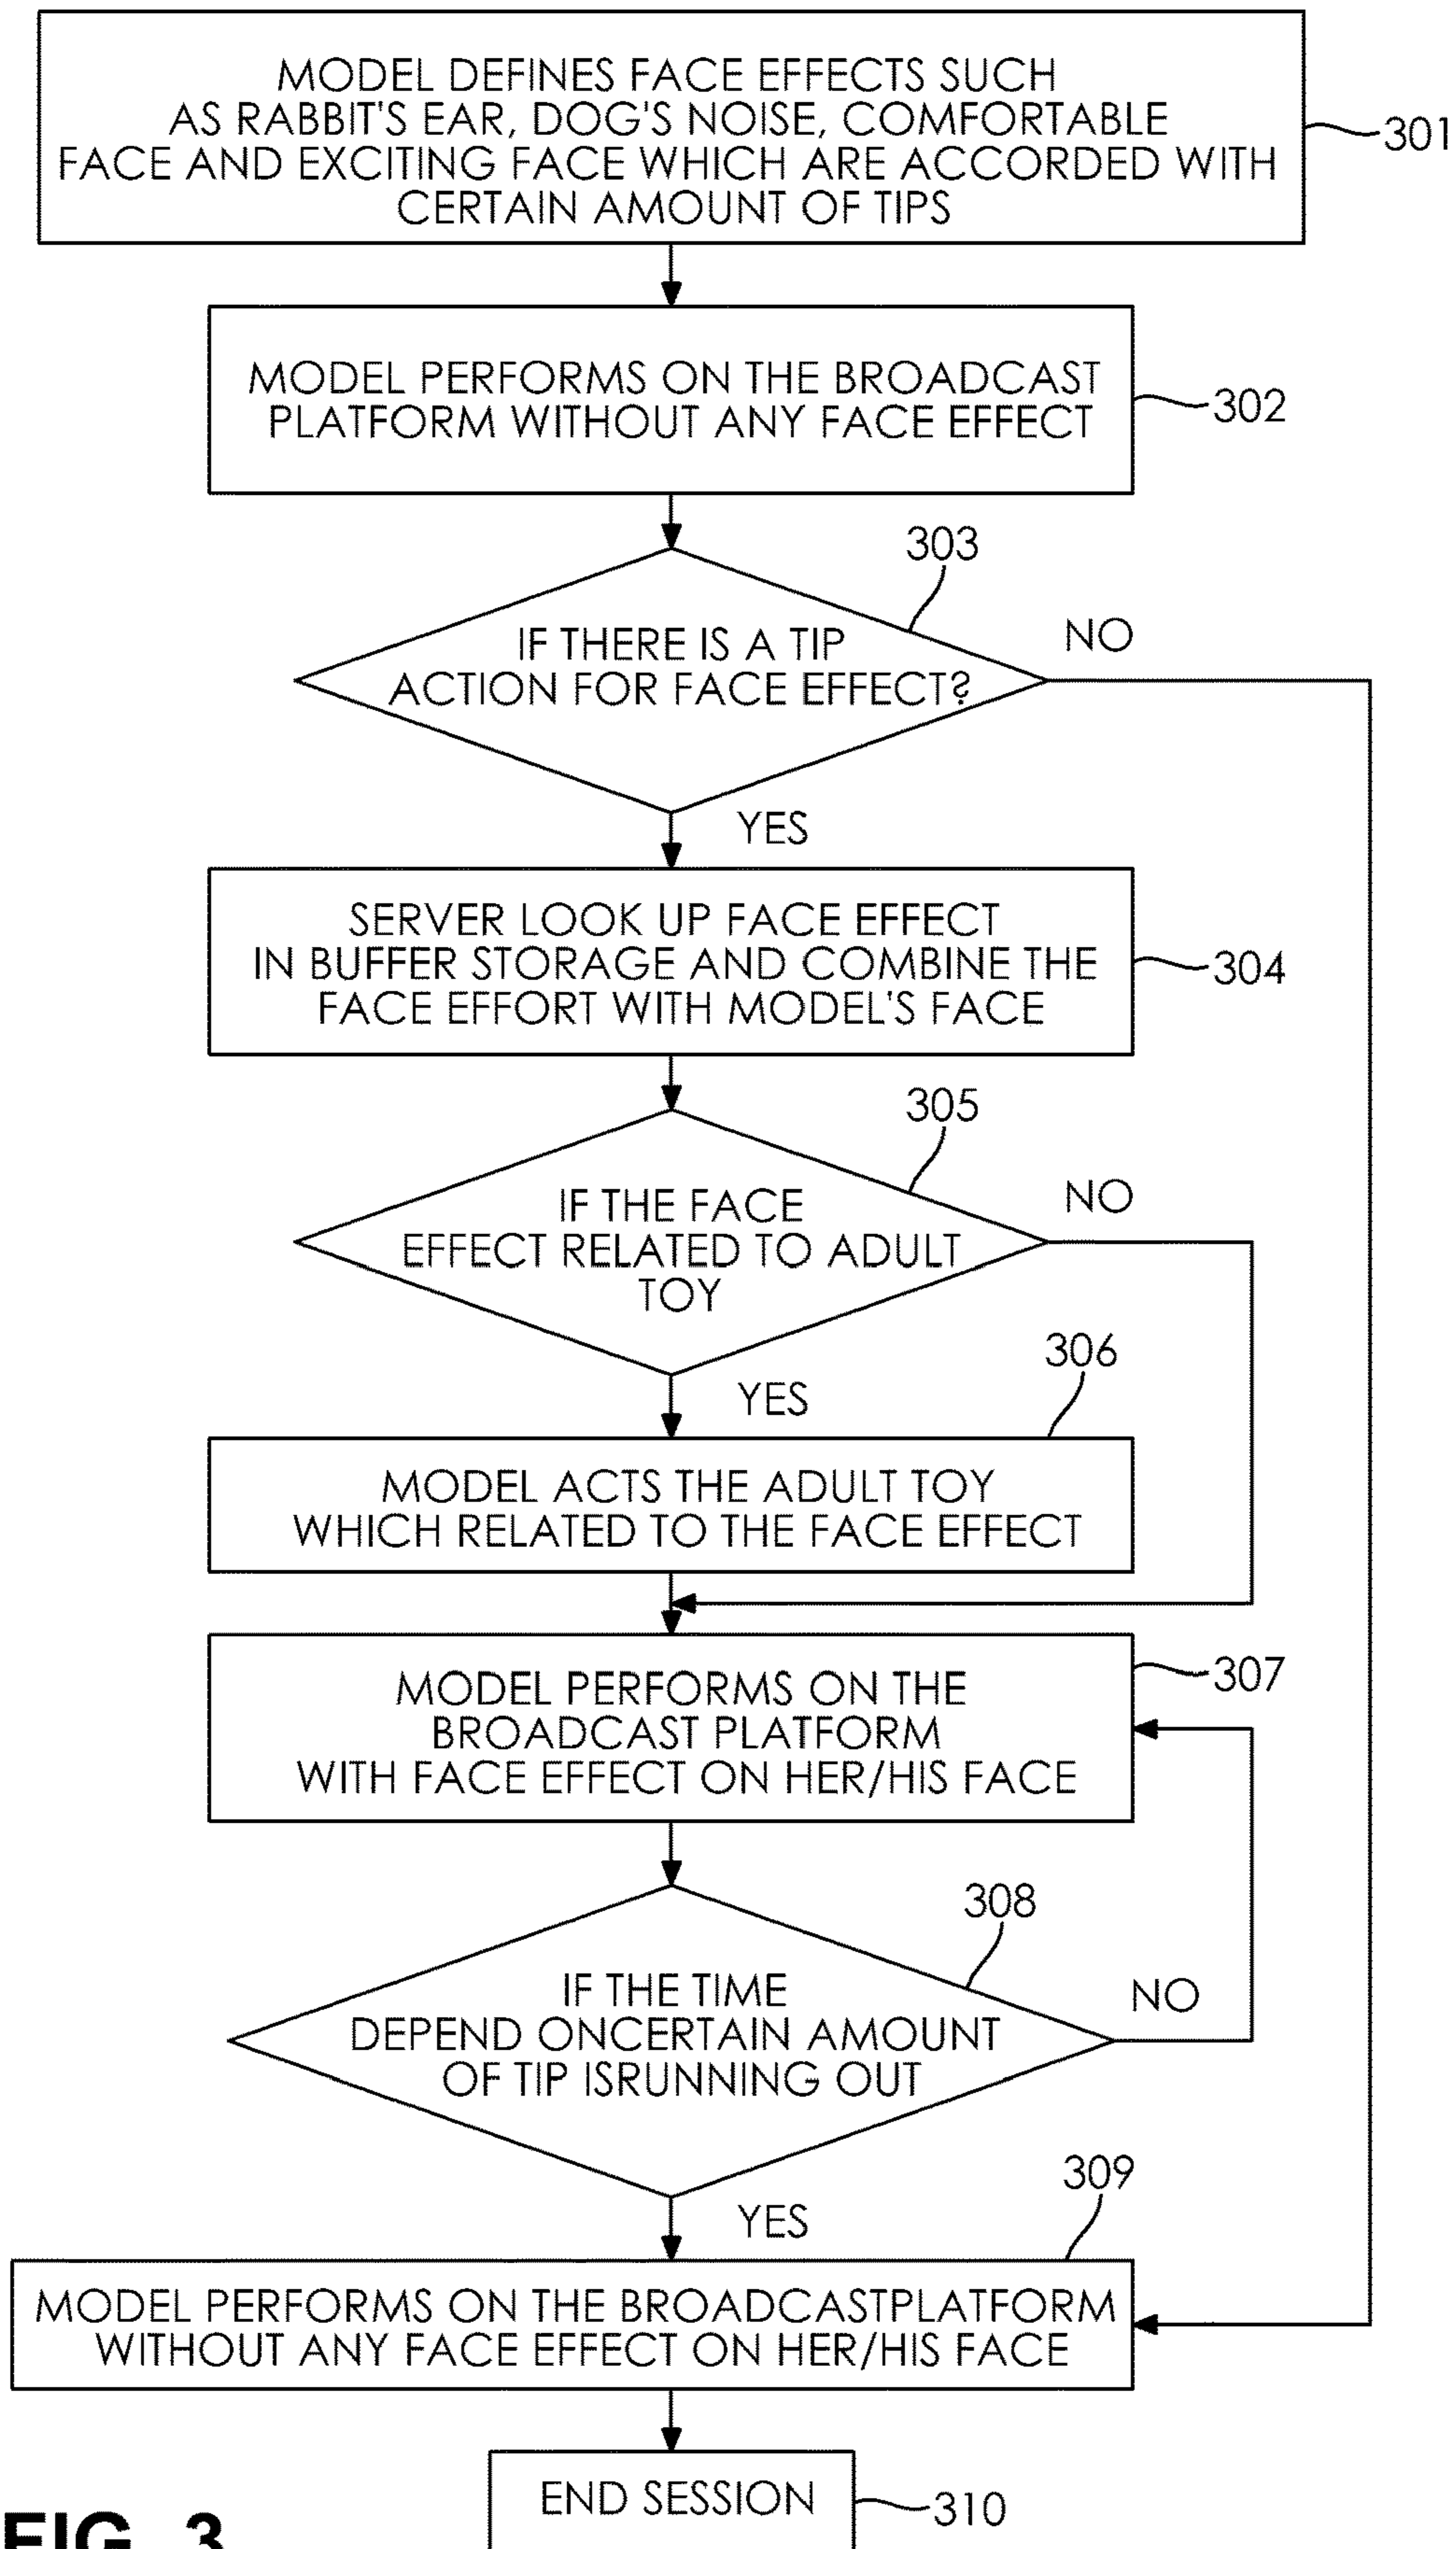 MODEL DEFINES FACE EFFECTS SUCH
AS RABBIT'S EAR, DOG'S NOISE, COMFORTABLE
FACE AND EXCITING FACE WHICH ARE ACCORDED WITH
CERTAIN AMOUNT OF TIPS
301
MODEL PERFORMS ON THE BROADCAST
PLATFORM WITHOUT ANY FACE EFFECT
302
303
IF THERE IS A TIP
ACTION FOR FACE EFFECT?
NO
YES
SERVER LOOK UP FACE EFFECT
IN BUFFER STORAGE AND COMBINE THE
FACE EFFORT WITH MODEL'S FACE
304
305
IF THE FACE
EFFECT RELATED TO ADULT
TOY
NO
YES
306
MODEL ACTS THE ADULT TOY
WHICH RELATED TO THE FACE EFFECT
MODEL PERFORMS ON THE
BROADCAST PLATFORM
WITH FACE EFFECT ON HER/HIS FACE
307
308
IF THE TIME
DEPEND ONCERTAIN AMOUNT
OF TIP ISRUNNING OUT
NO
YES
309
MODEL PERFORMS ON THE BROADCASTPLATFORM
WITHOUT ANY FACE EFFECT ON HER/HIS FACE
END SESSION
310
FIG. 3